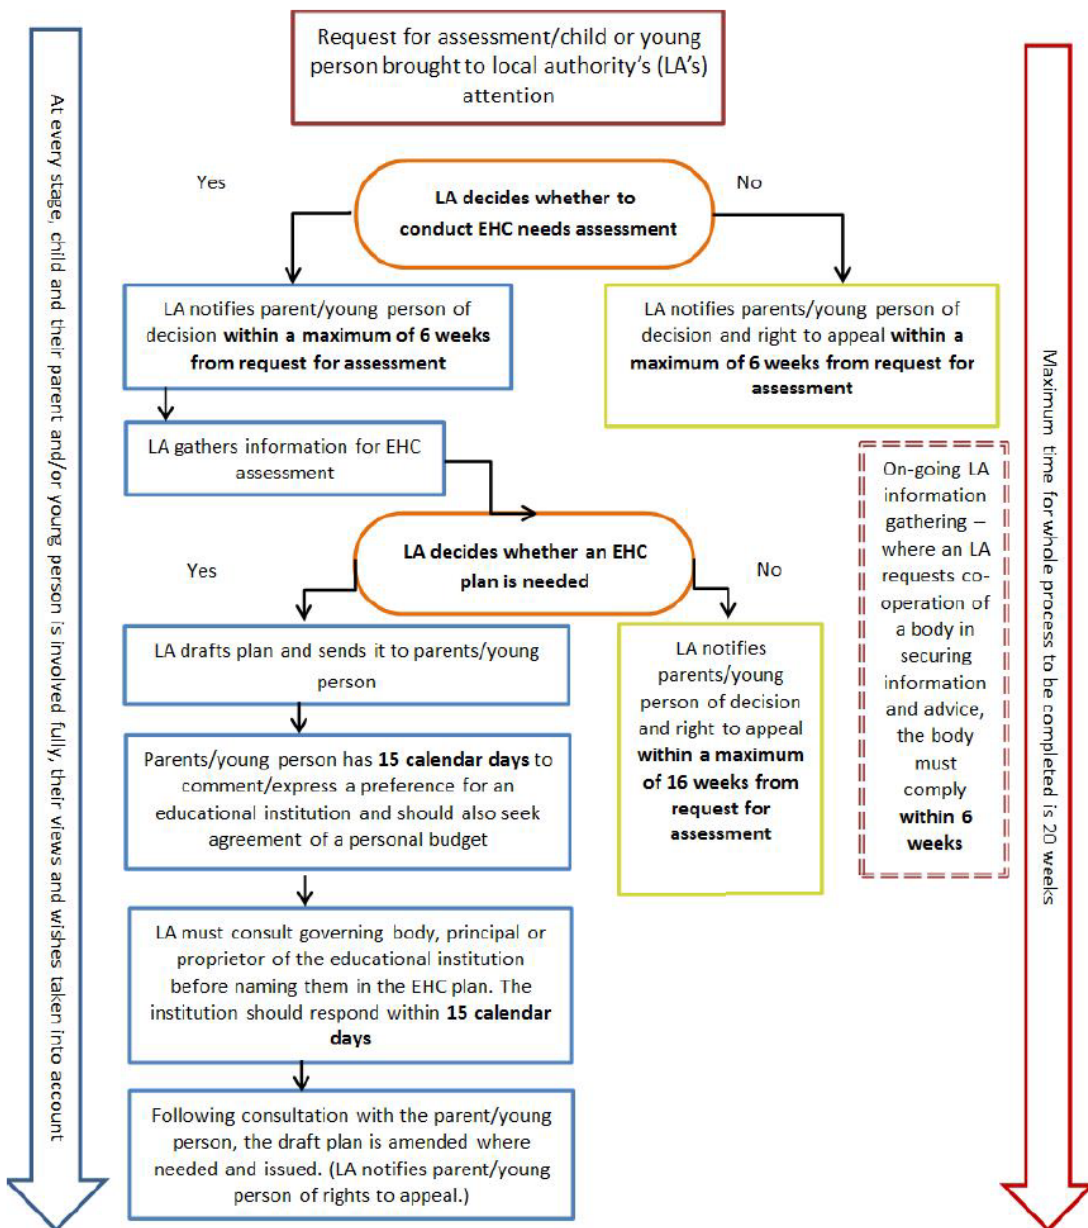 Request for assessment/child or young
person brought to local authority's (LA's)
attention
Yes
No
LA decides whether to
conduct EHC needs assessment
LA notifies parent/young person of
decision within a maximum of 6 weeks
from request for assessment
LA notifies parents/young person of
decision and right to appeal within a
maximum of 6 weeks from request for
assessment
LA gathers information for EHC
assessment
On-going LA
information
gathering –
where an LA
requests co-
operation of
a body in
securing
information
and advice,
the body
must
comply
within 6
weeks
LA decides whether an EHC
plan is needed
Yes
No
LA drafts plan and sends it to parents/young
person
LA notifies
parents/young
person of decision
and right to appeal
within a maximum
of 16 weeks from
request for
assessment
Parents/young person has 15 calendar days to
comment/express a preference for an
educational institution and should also seek
agreement of a personal budget
LA must consult governing body, principal or
proprietor of the educational institution
before naming them in the EHC plan. The
institution should respond within 15 calendar
days
Following consultation with the parent/young
person, the draft plan is amended where
needed and issued. (LA notifies parent/young
person of rights to appeal.)
At every stage, child and their parent and/or young person is involved fully, their views and wishes taken into account
Maximum time for whole process to be completed is 20 weeks